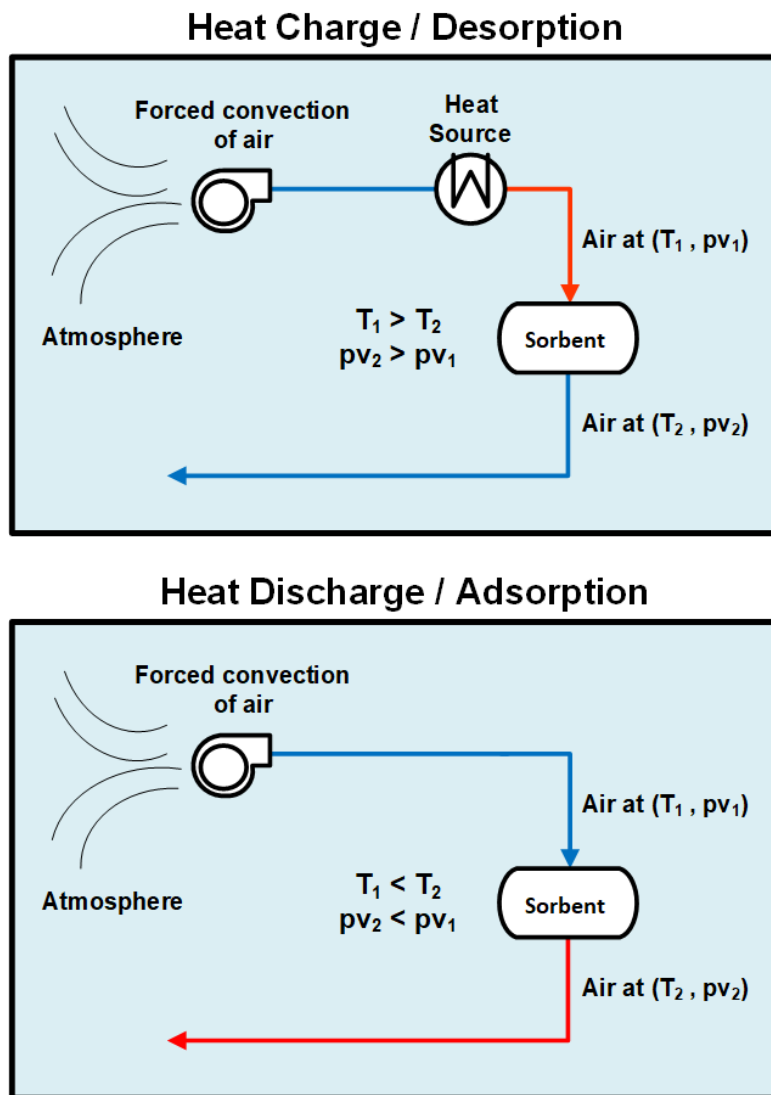 Heat Charge / Desorption
Forced convection
of air
Heat
Source
Air at (T₁ , pv₁)
Atmosphere
T₁ > T₂
pv₂ > pv₁
Sorbent
Air at (T₂ , pv₂)
Heat Discharge / Adsorption
Forced convection
of air
Air at (T₁ , pv₁)
Atmosphere
T₁ < T₂
pv₂ < pv₁
Sorbent
Air at (T₂ , pv₂)